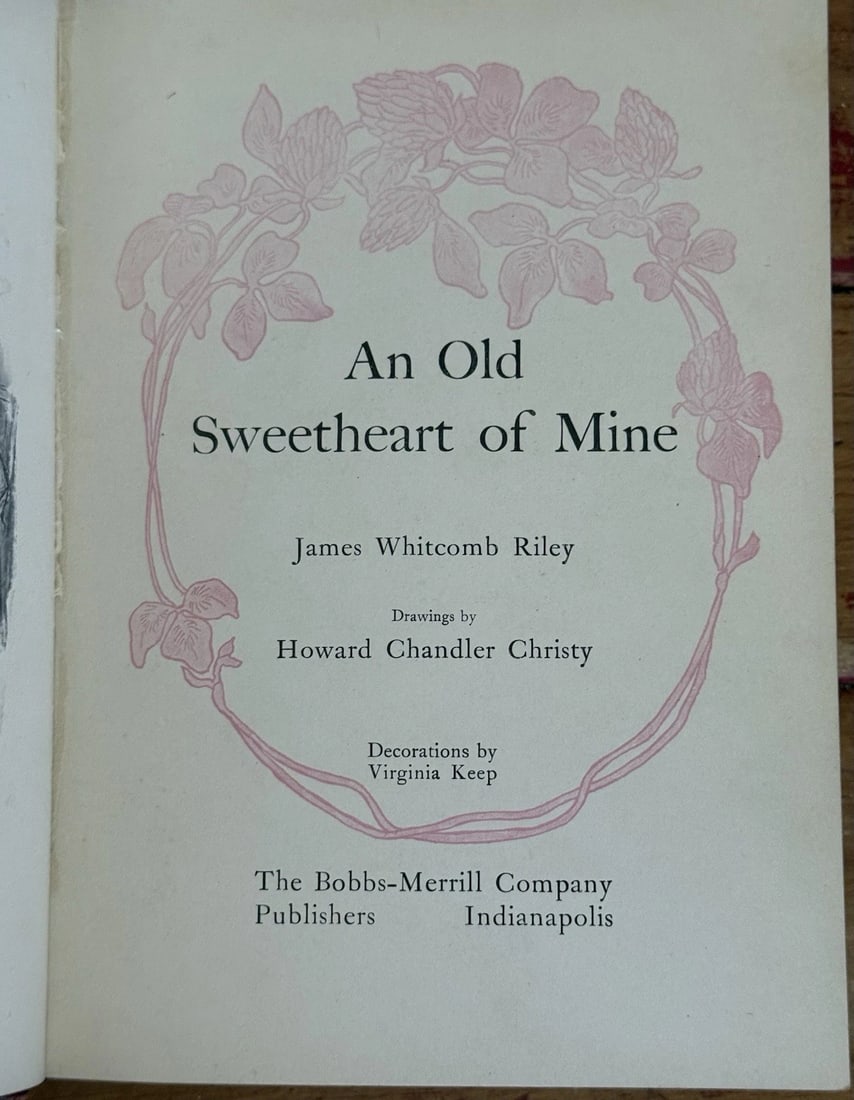 An Old
Sweetheart of Mine
James Whitcomb Riley
Drawings by
Howard Chandler Christy
Decorations by
Virginia Keep
The Bobbs-Merrill Company
Publishers Indianapolis